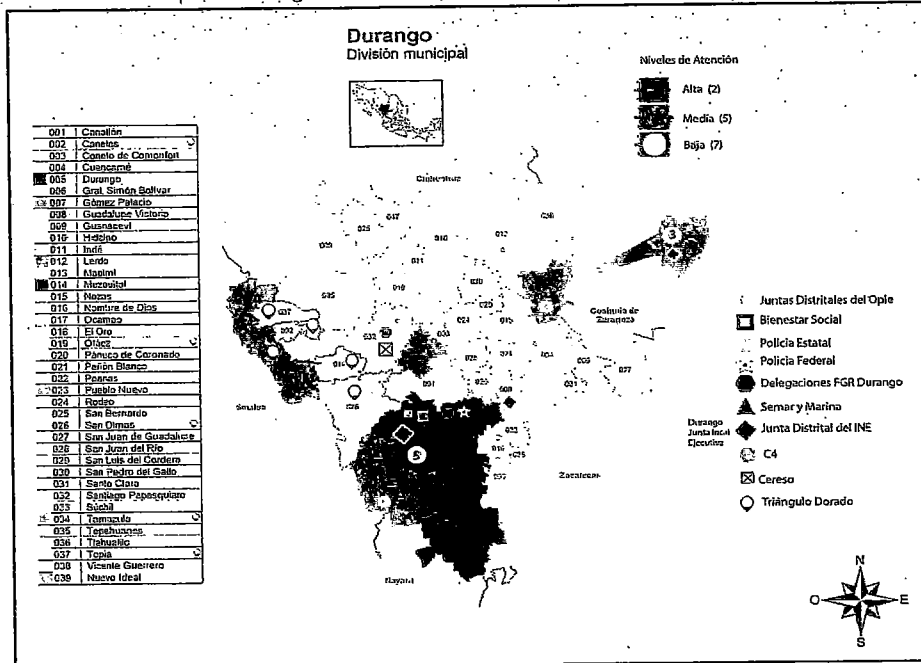 Durango
División municipal
Niveles de Atención
Alta (2)
Media (5)
Baja (7)
001 Canatlán
002 Canelas
003 Coneto de Comonfort
004 Cuencamé
005 Durango
006 Gral. Simón Bolívar
007 Gómez Palacio
008 Guadalupe Victoria
009 Guanaceví
010 Hidalgo
011 Indé
012 Lerdo
013 Mapimí
014 Mezquital
015 Nazas
016 Nombre de Dios
017 Ocampo
018 El Oro
019 Otáez
020 Pánuco de Coronado
021 Peñón Blanco
022 Poanas
023 Pueblo Nuevo
024 Rodeo
025 San Bernardo
026 San Dimas
027 San Juan de Guadalupe
028 San Juan del Río
029 San Luis del Cordero
030 San Pedro del Gallo
031 Santa Clara
032 Santiago Papasquiaro
033 Súchil
034 Tamazula
035 Tepehuanes
036 Tlahualilo
037 Topia
038 Vicente Guerrero
039 Nuevo Ideal
Chihuahua
Coahuila de
Zaragoza
Sinaloa
Zacatecas
Nayarit
3
5
Durango
Junta Local
Ejecutiva
Juntas Distritales del Ople
Bienestar Social
Policia Estatal
Policia Federal
Delegaciones FGR Durango
Semar y Marina
Junta Distrital del INE
C4
Cereso
Triángulo Dorado
N
O
E
S